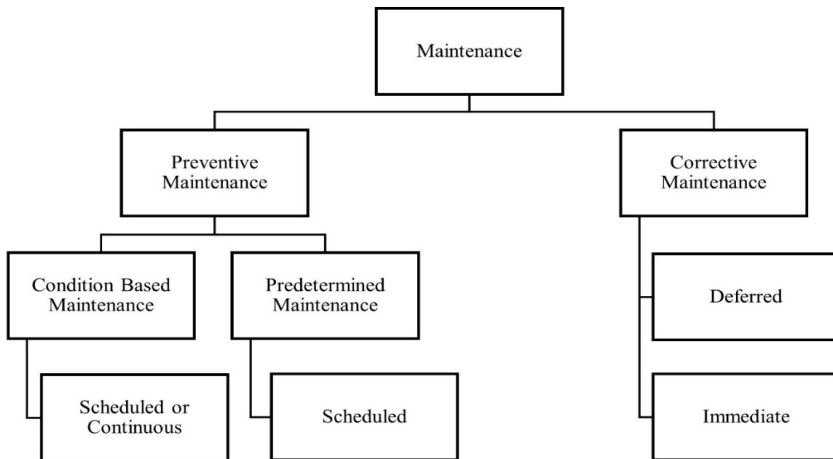 Maintenance
Preventive
Maintenance
Corrective
Maintenance
Condition Based
Maintenance
Predetermined
Maintenance
Deferred
Scheduled or
Continuous
Scheduled
Immediate